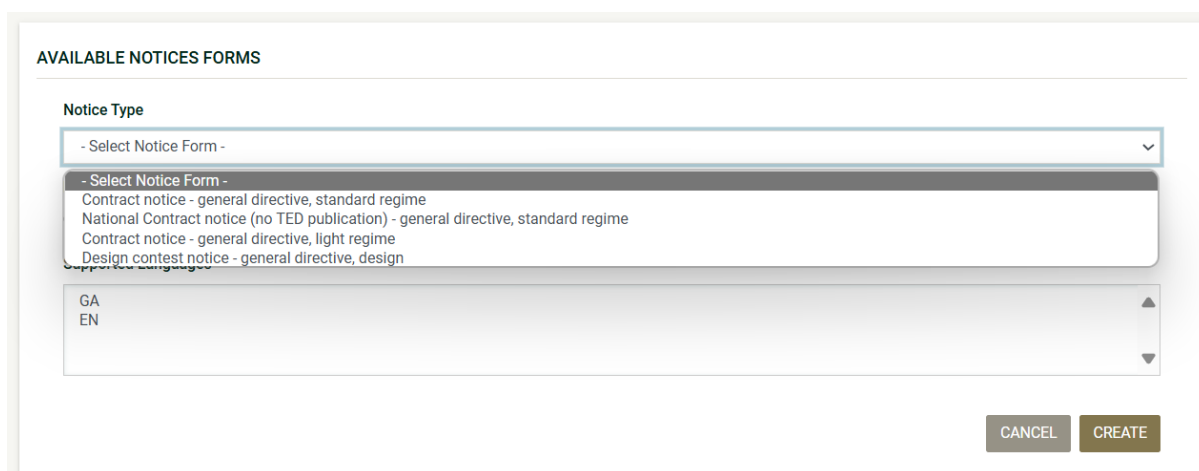 AVAILABLE NOTICES FORMS
Notice Type
- Select Notice Form -
- Select Notice Form -
Contract notice - general directive, standard regime
National Contract notice (no TED publication) - general directive, standard regime
Contract notice - general directive, light regime
Design contest notice - general directive, design
Supported Languages
GA
EN
CANCEL
CREATE